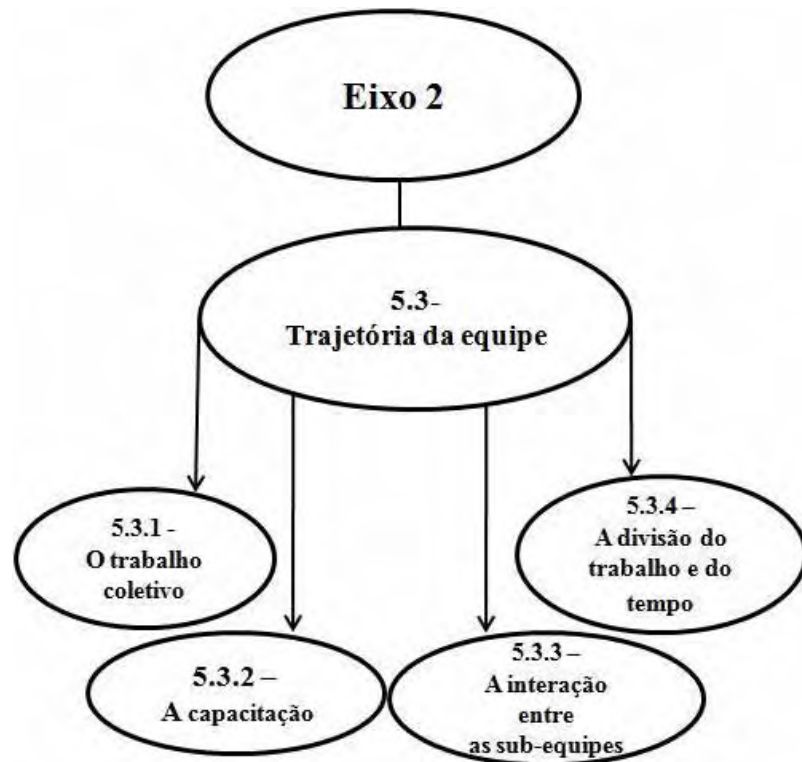 Eixo 2
5.3-
Trajetória da equipe
5.3.1 -
O trabalho
coletivo
5.3.2 –
A capacitação
5.3.3 –
A interação
entre
as sub-equipes
5.3.4 –
A divisão do
trabalho e do
tempo